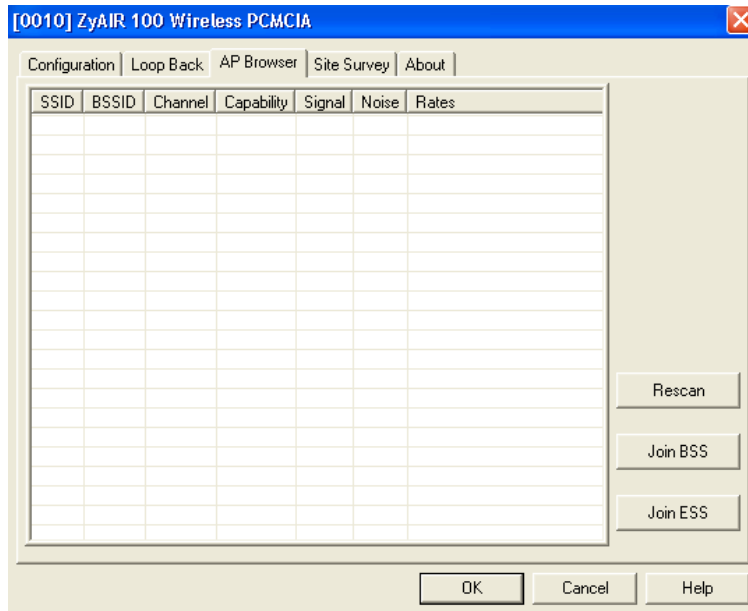 [0010] ZyAIR 100 Wireless PCMCIA
Configuration Loop Back AP Browser Site Survey About
SSID BSSID Channel Capability Signal Noise Rates
Rescan
Join BSS
Join ESS
OK Cancel Help